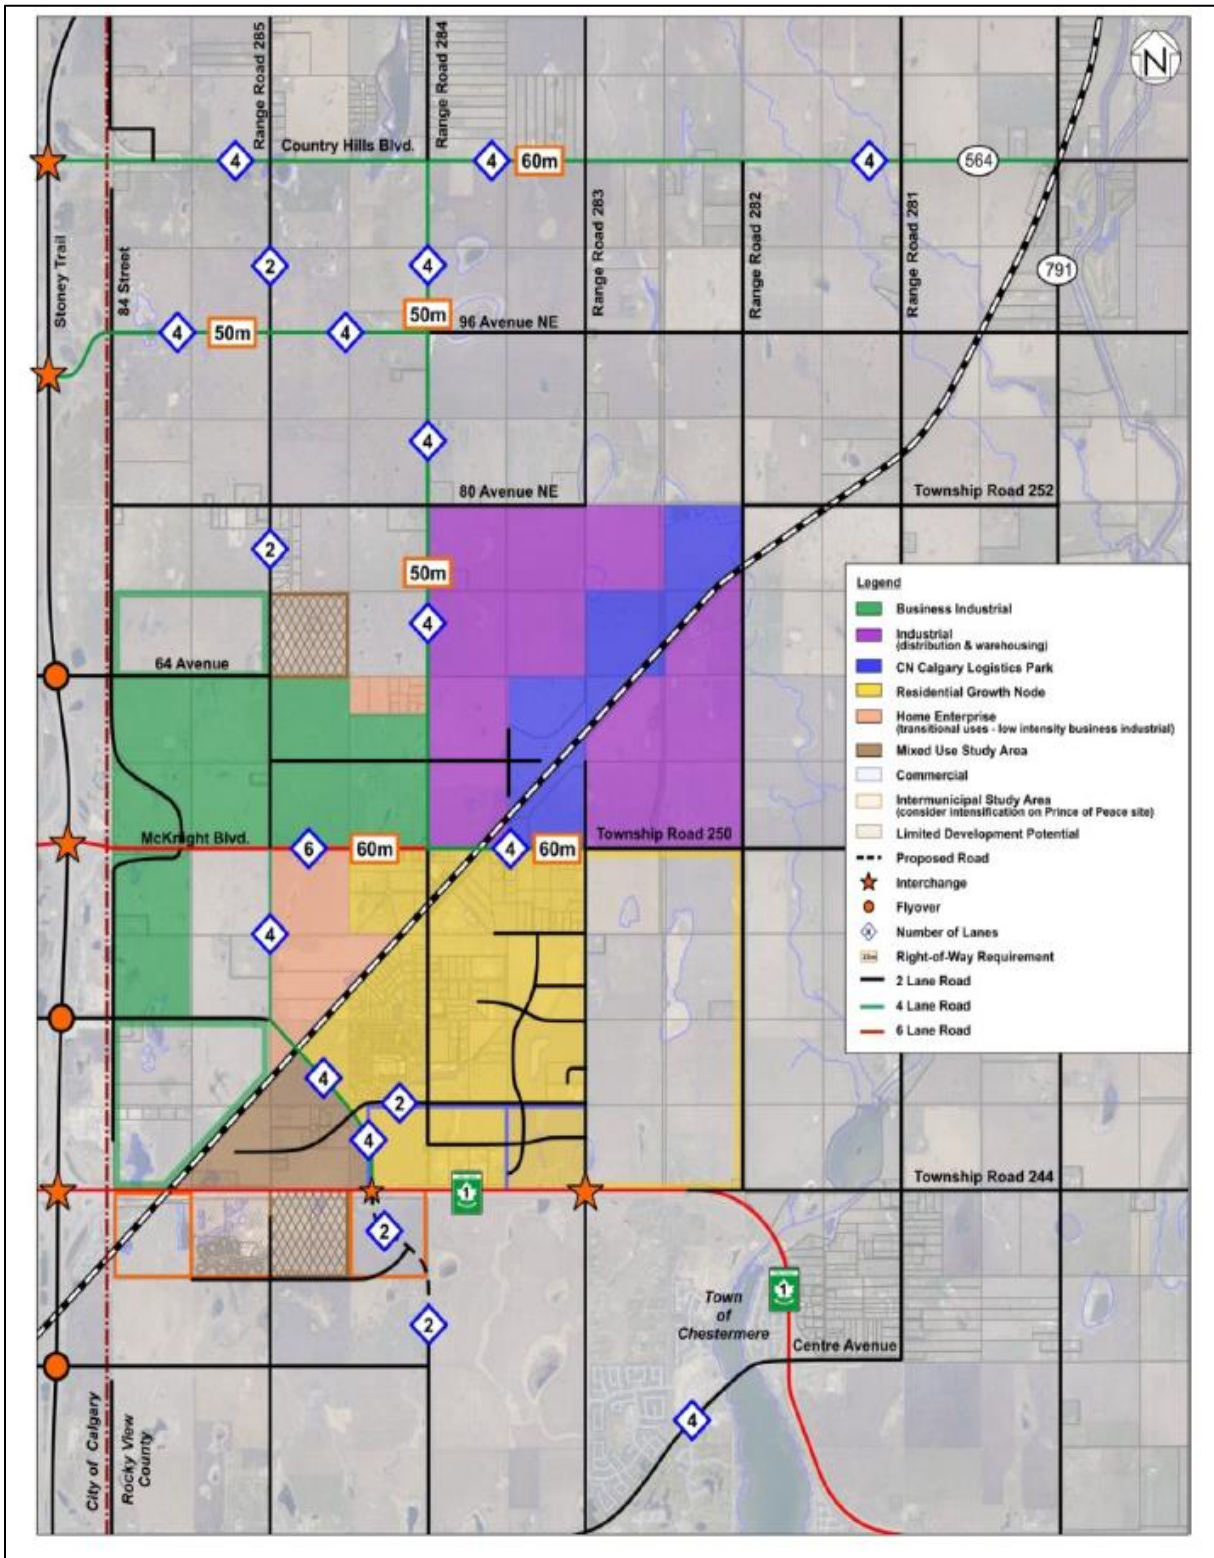 N
Range Road 285
Range Road 284
Country Hills Blvd.
4
4
60m
4
564
Stoney Trail
84 Street
Range Road 283
Range Road 282
Range Road 281
2
4
791
50m
4
50m
4
96 Avenue NE
4
80 Avenue NE
Township Road 252
2
50m
4
64 Avenue
Legend
Business Industrial
Industrial
(distribution & warehousing)
CN Calgary Logistics Park
Residential Growth Node
Home Enterprise
(transitional uses - low intensity business industrial)
Mixed Use Study Area
Commercial
Intermunicipal Study Area
(consider intensification on Prince of Peace site)
Limited Development Potential
Proposed Road
Interchange
Flyover
Number of Lanes
Right-of-Way Requirement
2 Lane Road
4 Lane Road
6 Lane Road
McKnight Blvd.
6
60m
4
60m
Township Road 250
4
4
2
4
Township Road 244
1
2
1
Town
of
Chestermere
2
Centre Avenue
4
City of Calgary
Rocky View
County